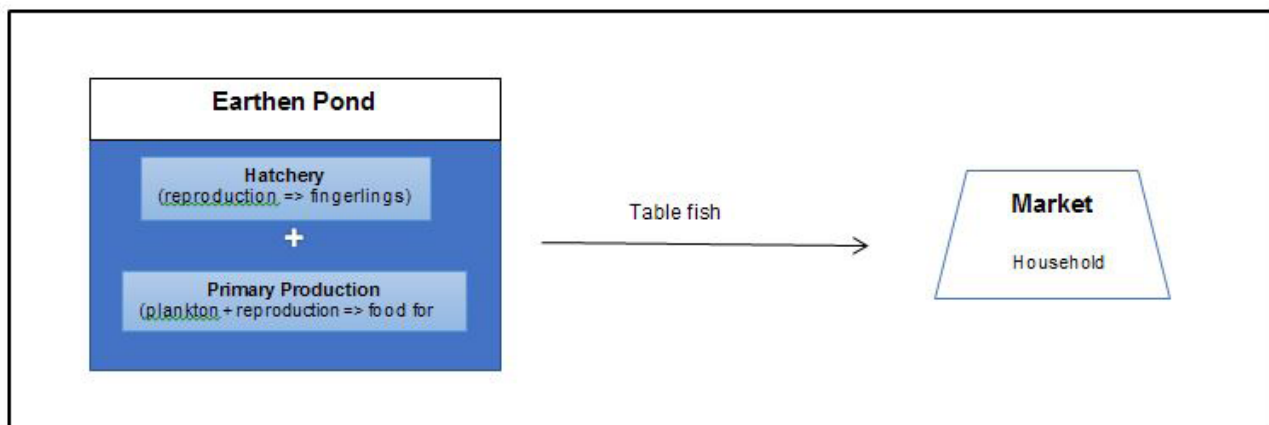 Earthen Pond
Hatchery
(reproduction => fingerlings)
+
Primary Production
(plankton + reproduction => food for
Table fish
Market
Household